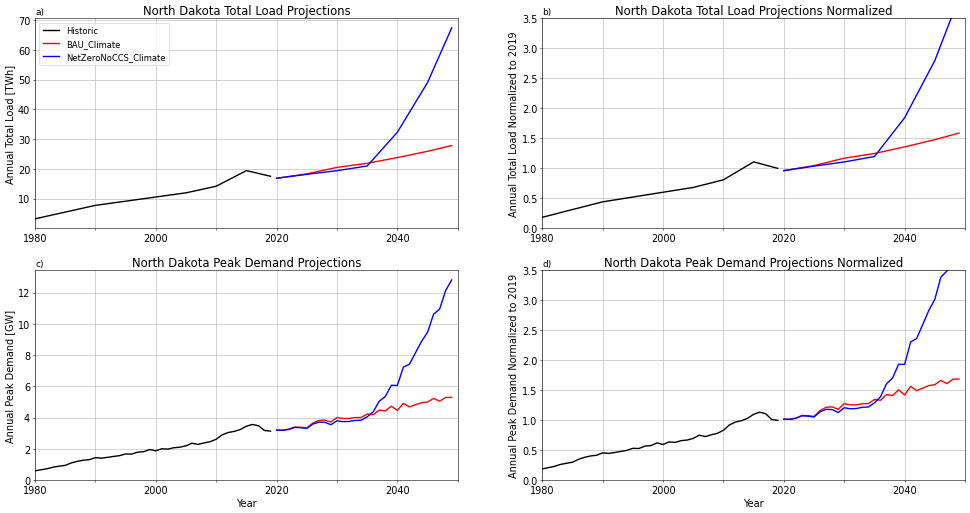 a)
North Dakota Total Load Projections
Annual Total Load [TWh]
70
60
50
40
30
20
10
Historic
BAU_Climate
NetZeroNoCCS_Climate
1980
2000
2020
2040
b)
North Dakota Total Load Projections Normalized
Annual Total Load Normalized to 2019
3.5
3.0
2.5
2.0
1.5
1.0
0.5
0.0
1980
2000
2020
2040
c)
North Dakota Peak Demand Projections
Annual Peak Demand [GW]
12
10
8
6
4
2
0
1980
2000
2020
2040
Year
d)
North Dakota Peak Demand Projections Normalized
Annual Peak Demand Normalized to 2019
3.5
3.0
2.5
2.0
1.5
1.0
0.5
0.0
1980
2000
2020
2040
Year